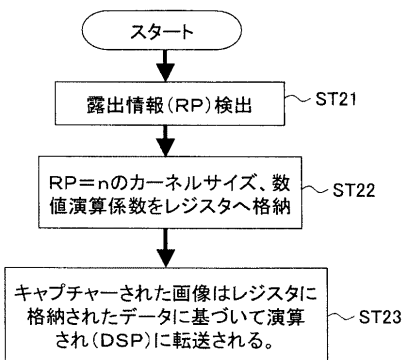 スタート
露出情報(RP)検出
ST21
RP=nのカーネルサイズ、数
値演算係数をレジスタへ格納
ST22
キャプチャーされた画像はレジスタに
格納されたデータに基づいて演算
され(DSP)に転送される。
ST23